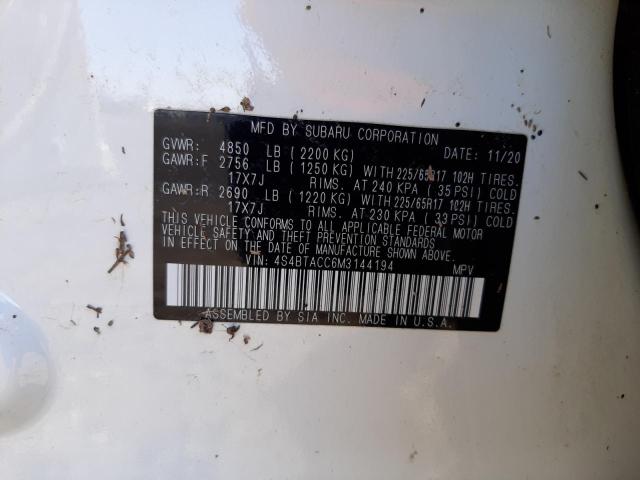 MFD BY SUBARU CORPORATION
GVWR: 4850 LB ( 2200 KG) DATE: 11/20
GAWR:F 2756 LB ( 1250 KG) WITH 225/65R17 102H TIRES.
17X7J RIMS. AT 240 KPA ( 35 PSI) COLD
GAWR:R 2690 LB ( 1220 KG) WITH 225/65R17 102H TIRES.
17X7J RIMS. AT 230 KPA ( 33 PSI) COLD
THIS VEHICLE CONFORMS TO ALL APPLICABLE FEDERAL MOTOR
VEHICLE SAFETY AND THEFT PREVENTION STANDARDS
IN EFFECT ON THE DATE OF MANUFACTURE SHOWN ABOVE.
VIN: 4S4BTACC6M3144194 MPV
ASSEMBLED BY SIA INC. MADE IN U.S.A.